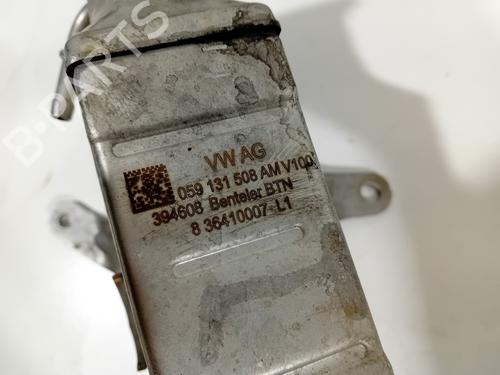 VW AG
059 131 508 AM V100
394608 Benteler BTN
8 36410007-L1
B-PARTS